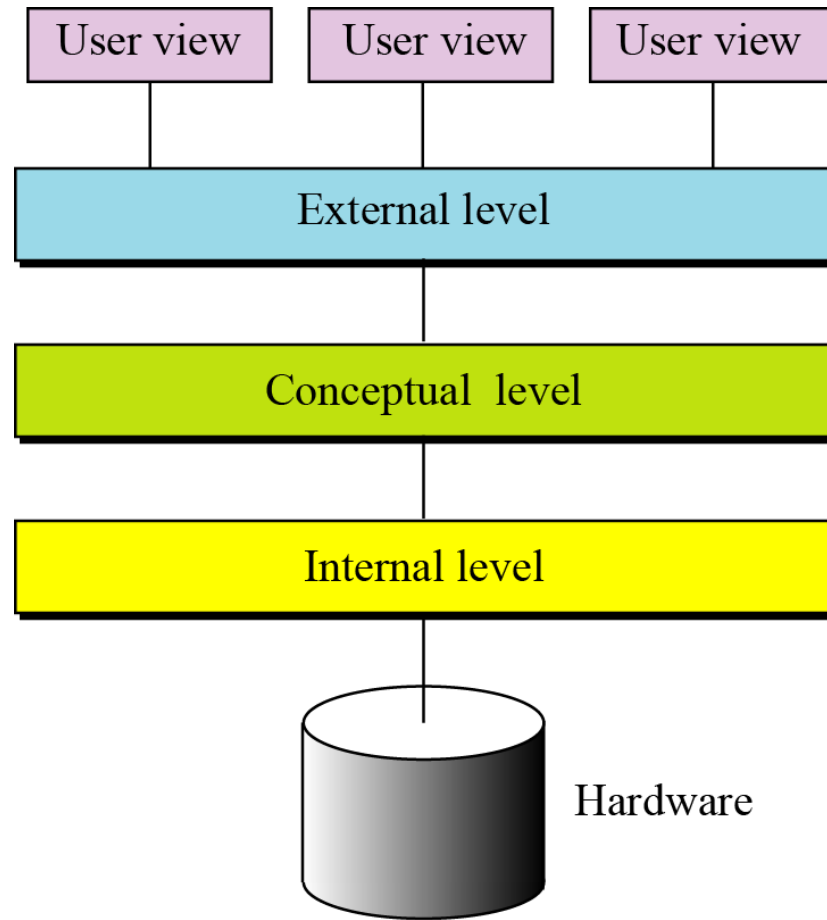 User view User view User view
External level
Conceptual level
Internal level
Hardware